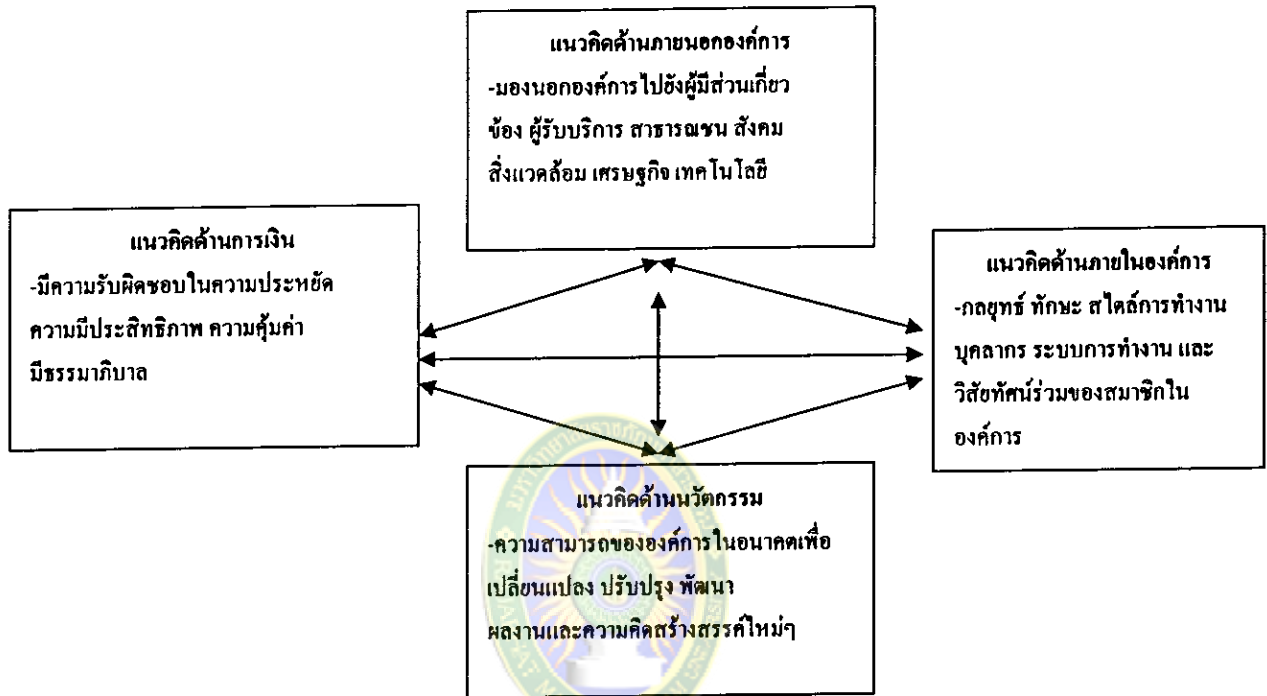 แนวคิดด้านภายนอกองค์การ
-มองนอกองค์การไปยังผู้มีส่วนเกี่ยว
ข้อง ผู้รับบริการ สาธารณชน สังคม
สิ่งแวดล้อม เศรษฐกิจ เทคโนโลยี
แนวคิดด้านการเงิน
-มีความรับผิดชอบในความประหยัด
ความมีประสิทธิภาพ ความคุ้มค่า
มีธรรมาภิบาล
แนวคิดด้านภายในองค์การ
-กลยุทธ์ ทักษะ สไตล์การทำงาน
บุคลากร ระบบการทำงาน และ
วิสัยทัศน์ร่วมของสมาชิกใน
องค์การ
แนวคิดด้านนวัตกรรม
-ความสามารถขององค์การในอนาคตเพื่อ
เปลี่ยนแปลง ปรับปรุง พัฒนา
ผลงานและความคิดสร้างสรรค์ใหม่ๆ